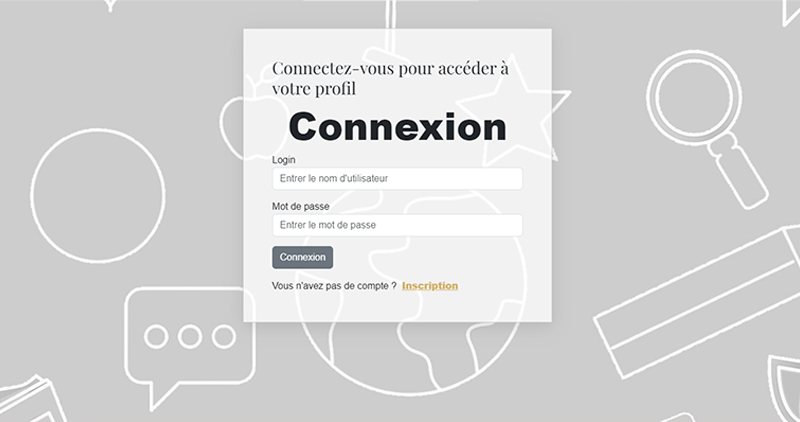 Connectez-vous pour accéder à
votre profil
Connexion
Login
Entrer le nom d'utilisateur
Mot de passe
Entrer le mot de passe
Connexion
Vous n'avez pas de compte ? Inscription